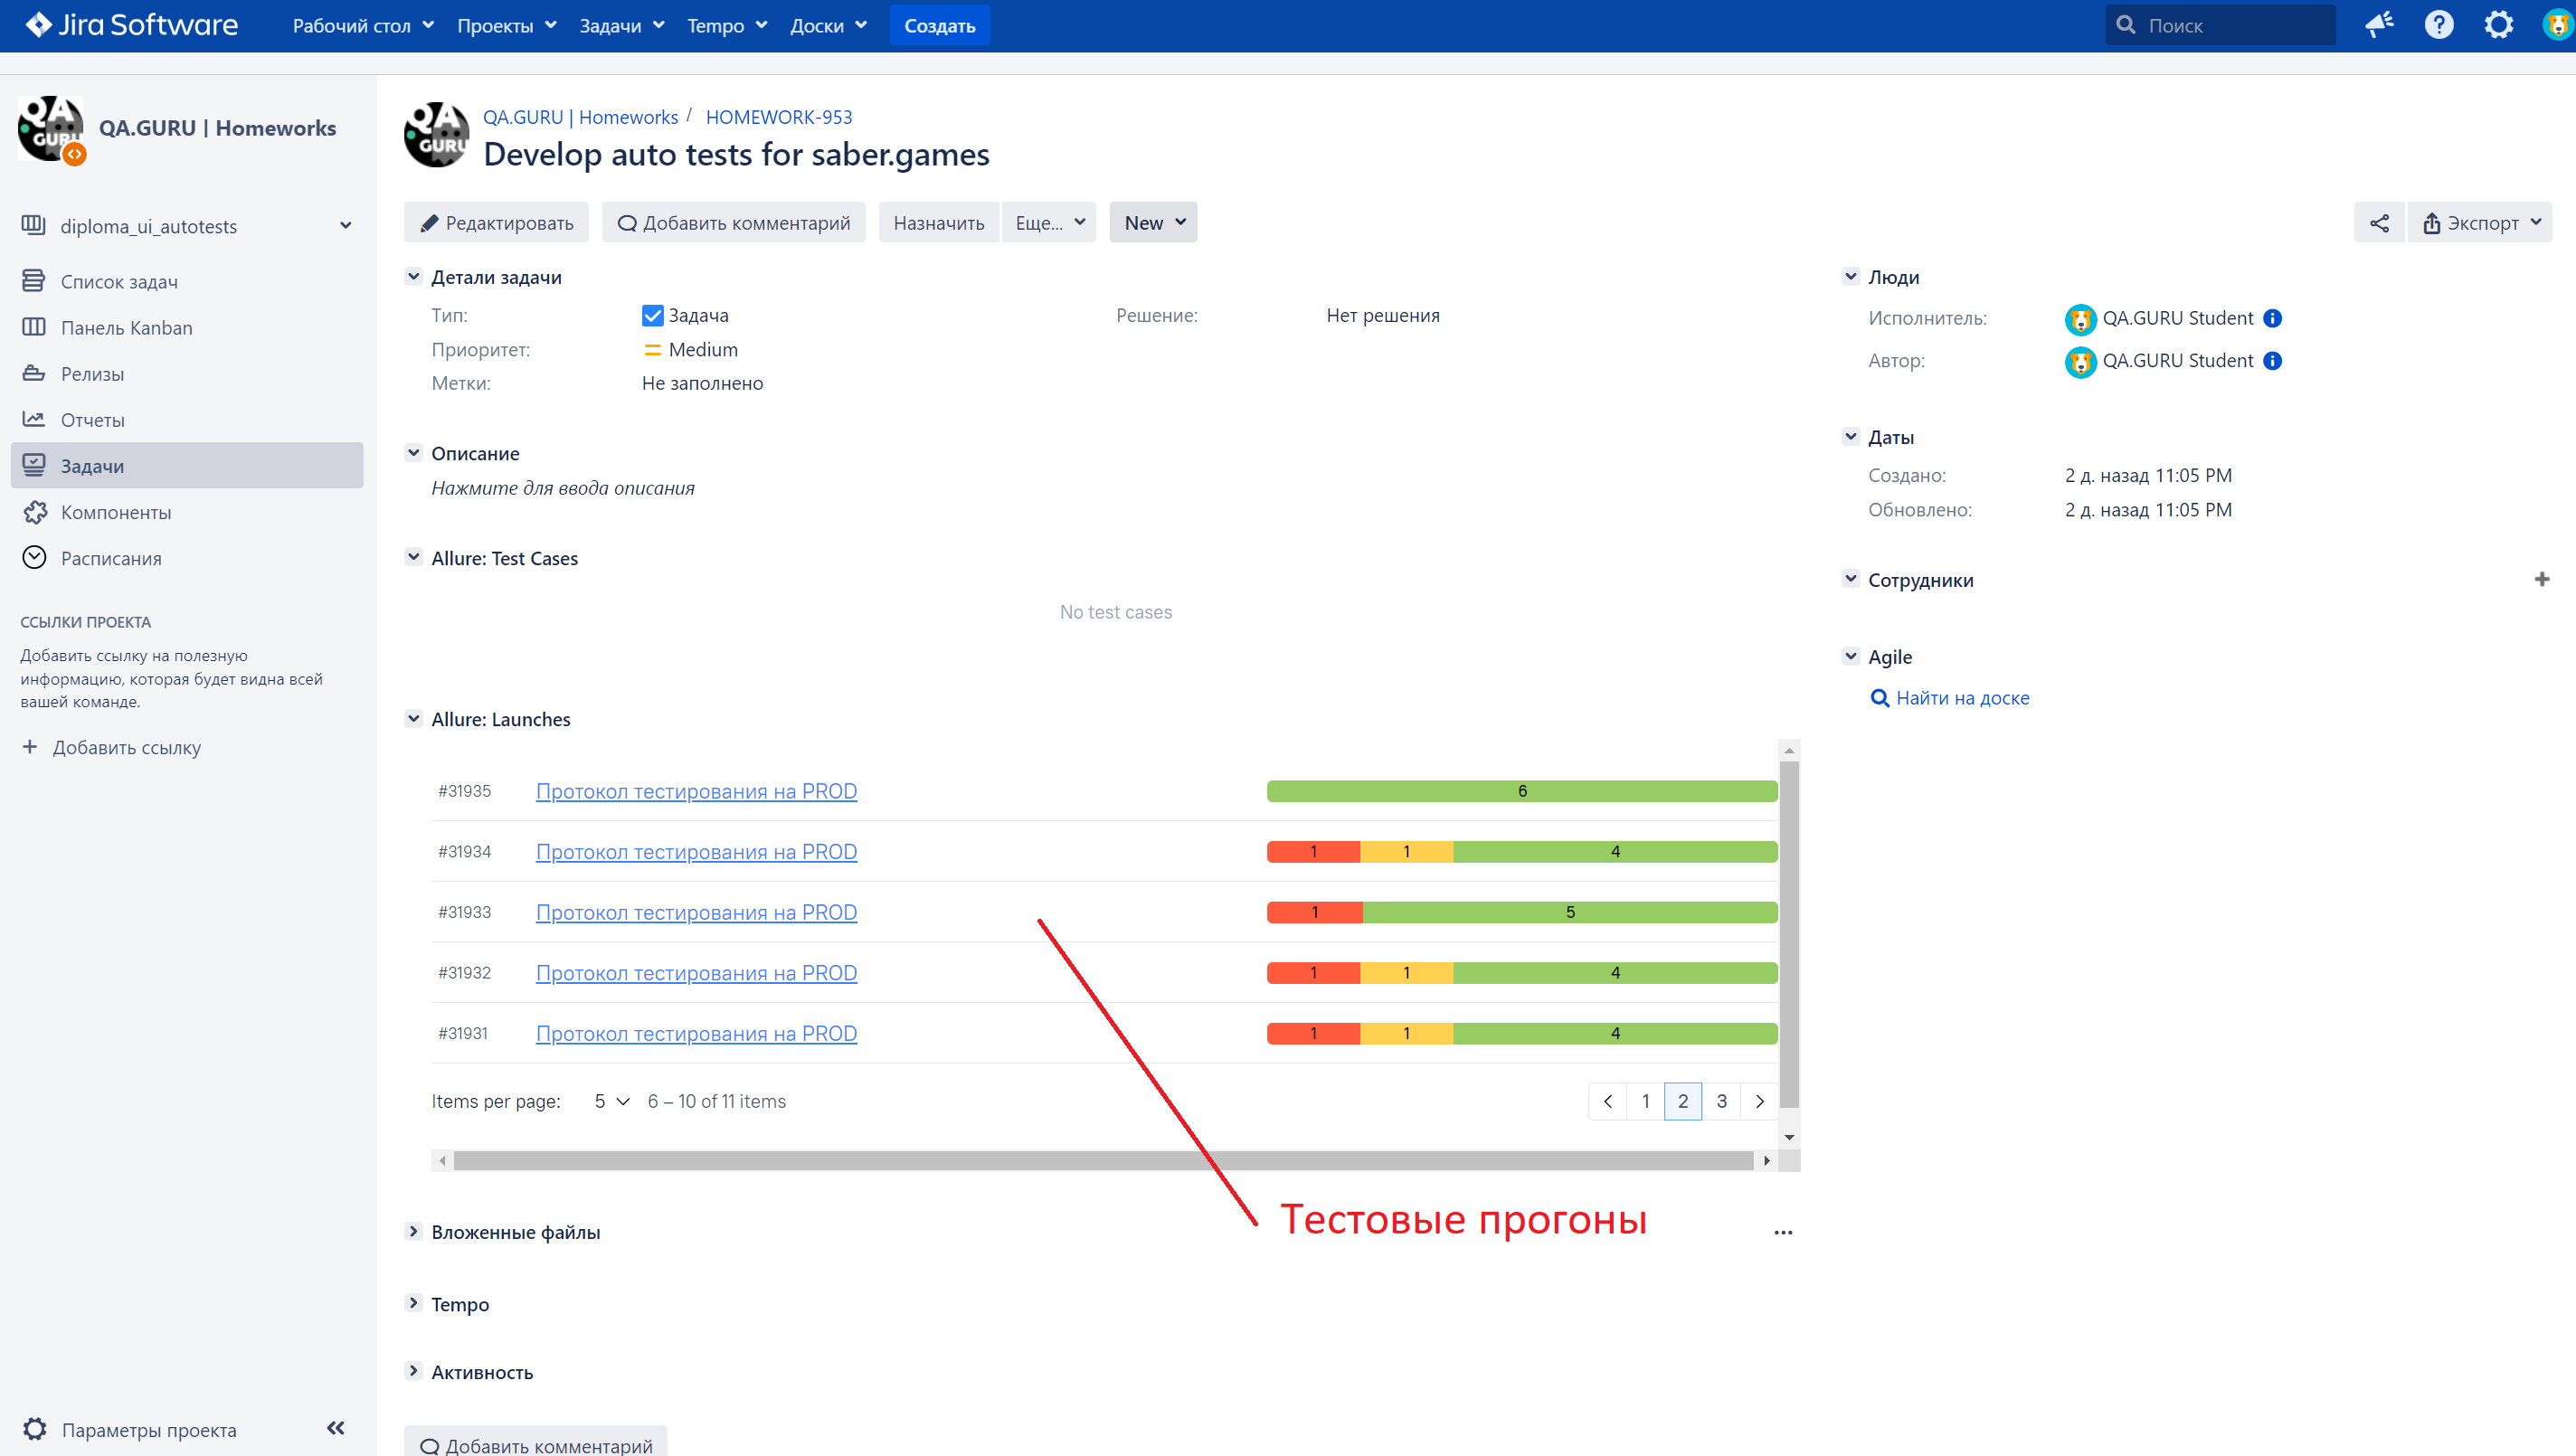 Jira Software Рабочий стол Проекты Задачи Tempo Доски Создать Поиск
QA.GURU | Homeworks
diploma_ui_autotests
Список задач
Панель Kanban
Релизы
Отчеты
Задачи
Компоненты
Расписания
ССЫЛКИ ПРОЕКТА
Добавить ссылку на полезную
информацию, которая будет видна всей
вашей команде.
+ Добавить ссылку
Параметры проекта
QA GURU
QA.GURU | Homeworks / HOMEWORK-953
Develop auto tests for saber.games
Редактировать Добавить комментарий Назначить Еще... New Экспорт
Детали задачи
Тип: Задача Решение: Нет решения
Приоритет: Medium
Метки: Не заполнено
Описание
Нажмите для ввода описания
Allure: Test Cases
No test cases
Allure: Launches
#31935 Протокол тестирования на PROD 6
#31934 Протокол тестирования на PROD 1 1 4
#31933 Протокол тестирования на PROD 1 5
#31932 Протокол тестирования на PROD 1 1 4
#31931 Протокол тестирования на PROD 1 1 4
Items per page: 5 6 – 10 of 11 items 1 2 3
Тестовые прогоны
Вложенные файлы
Tempo
Активность
Добавить комментарий
Люди
Исполнитель: QA.GURU Student
Автор: QA.GURU Student
Даты
Создано: 2 д. назад 11:05 PM
Обновлено: 2 д. назад 11:05 PM
Сотрудники
Agile
Найти на доске